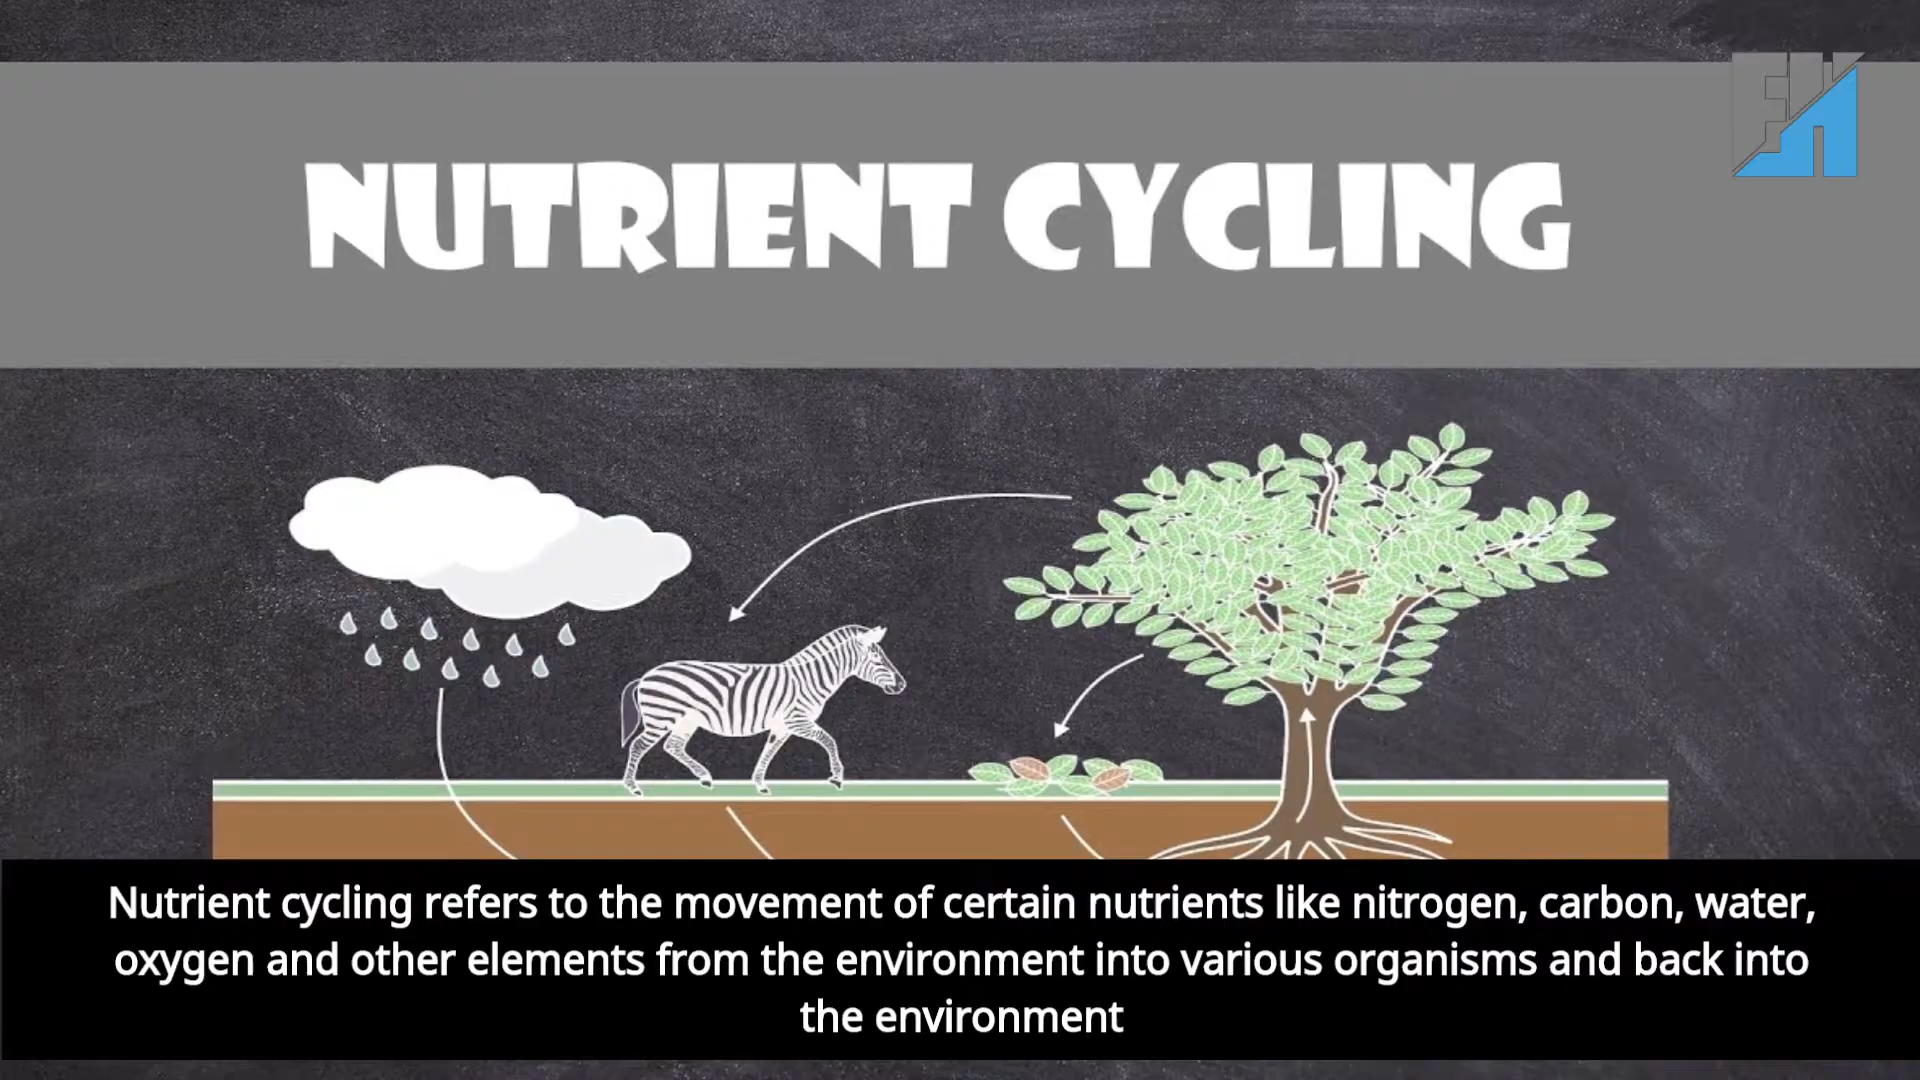 NUTRIENT CYCLING
Nutrient cycling refers to the movement of certain nutrients like nitrogen, carbon, water,
oxygen and other elements from the environment into various organisms and back into
the environment